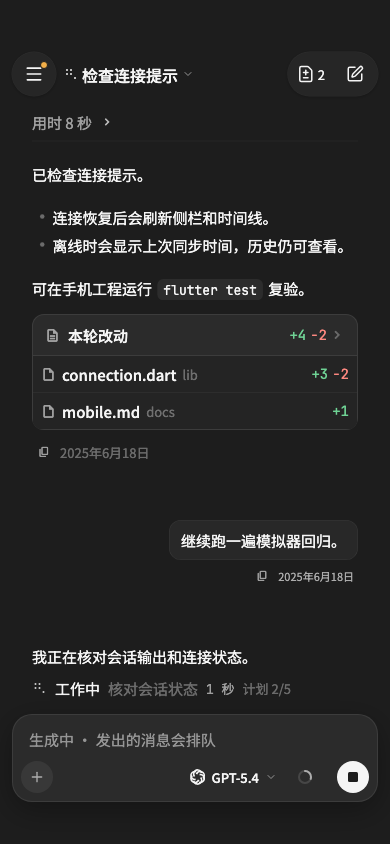 检查连接提示
2
用时 8 秒
已检查连接提示。
连接恢复后会刷新侧栏和时间线。
离线时会显示上次同步时间，历史仍可查看。
可在手机工程运行 flutter test 复验。
本轮改动 +4 -2
connection.dart lib +3 -2
mobile.md docs +1
2025年6月18日
继续跑一遍模拟器回归。
2025年6月18日
我正在核对会话输出和连接状态。
工作中 核对会话状态 1 秒 计划 2/5
生成中 • 发出的消息会排队
GPT-5.4